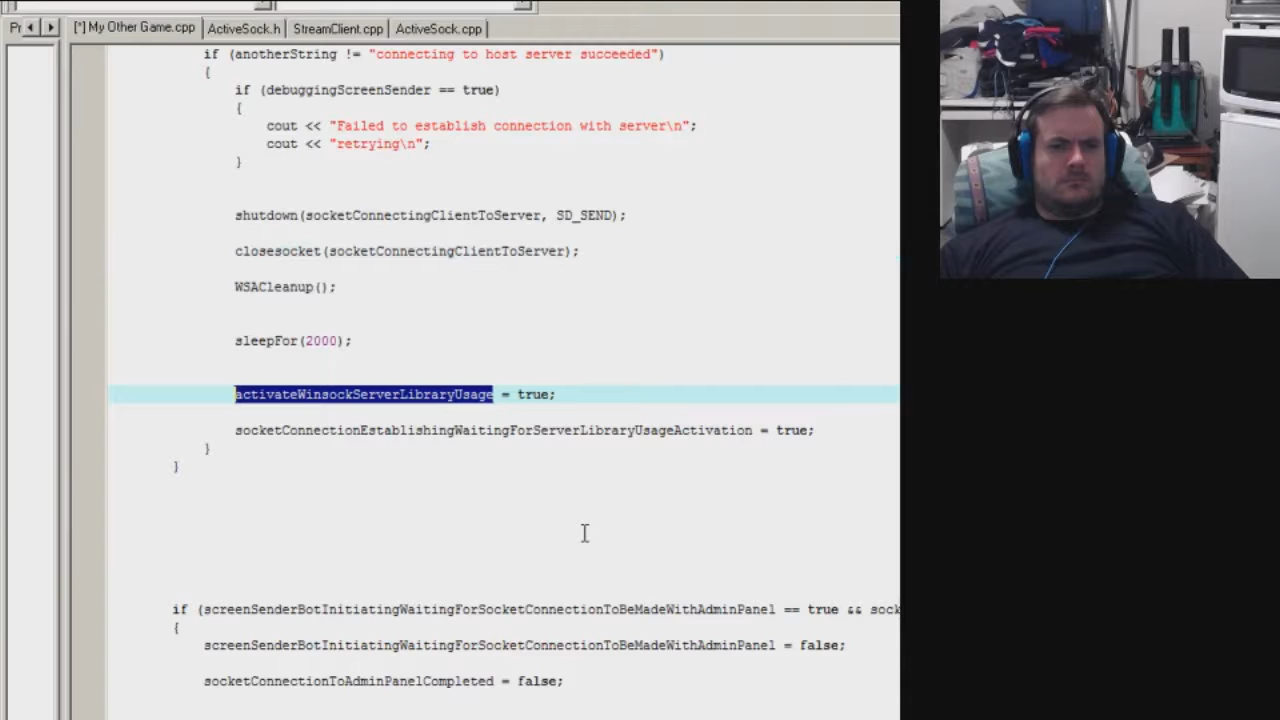 Pr [*] My Other Game.cpp ActiveSock.h StreamClient.cpp ActiveSock.cpp
if (anotherString != "connecting to host server succeeded")
{
if (debuggingScreenSender == true)
{
cout << "Failed to establish connection with server\n";
cout << "retrying\n";
}
shutdown(socketConnectingClientToServer, SD_SEND);
closesocket(socketConnectingClientToServer);
WSACleanup();
sleepFor(2000);
activateWinsockServerLibraryUsage = true;
socketConnectionEstablishingWaitingForServerLibraryUsageActivation = true;
}
}
if (screenSenderBotInitiatingWaitingForSocketConnectionToBeMadeWithAdminPanel == true && sock
{
screenSenderBotInitiatingWaitingForSocketConnectionToBeMadeWithAdminPanel = false;
socketConnectionToAdminPanelCompleted = false;